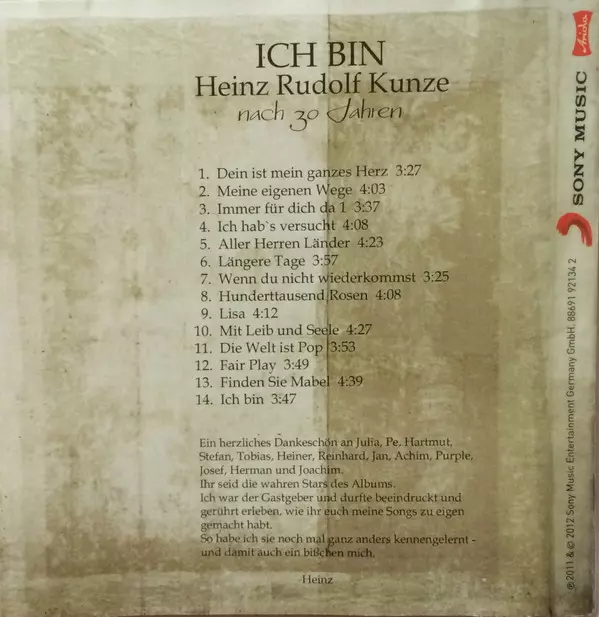 ICH BIN
Heinz Rudolf Kunze
nach 30 Jahren
1. Dein ist mein ganzes Herz 3:27
2. Meine eigenen Wege 4:03
3. Immer für dich da 1 3:37
4. Ich hab`s versucht 4:08
5. Aller Herren Länder 4:23
6. Längere Tage 3:57
7. Wenn du nicht wiederkommst 3:25
8. Hunderttausend Rosen 4:08
9. Lisa 4:12
10. Mit Leib und Seele 4:27
11. Die Welt ist Pop 3:53
12. Fair Play 3:49
13. Finden Sie Mabel 4:39
14. Ich bin 3:47
Ein herzliches Dankeschön an Julia, Pe, Hartmut,
Stefan, Tobias, Heiner, Reinhard, Jan, Achim, Purple,
Josef, Herman und Joachim.
Ihr seid die wahren Stars des Albums.
Ich war der Gastgeber und durfte beeindruckt und
gerührt erleben, wie ihr euch meine Songs zu eigen
gemacht habt.
So habe ich sie noch mal ganz anders kennengelernt -
und damit auch ein bißchen mich.
Heinz
Ariola
SONY MUSIC
℗ 2011 & © 2012 Sony Music Entertainment Germany GmbH. 88691 92134 2